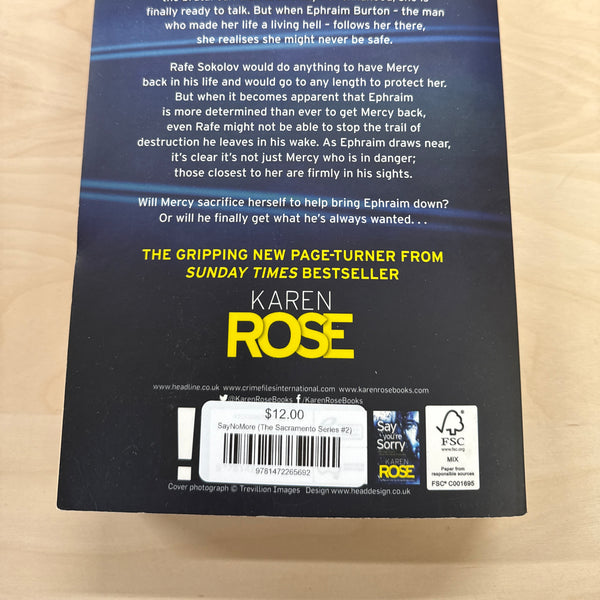 finally ready to talk. But when Ephraim Burton – the man
who made her life a living hell – follows her there,
she realises she might never be safe.
Rafe Sokolov would do anything to have Mercy
back in his life and would go to any length to protect her.
But when it becomes apparent that Ephraim
is more determined than ever to get Mercy back,
even Rafe might not be able to stop the trail of
destruction he leaves in his wake. As Ephraim draws near,
it's clear it's not just Mercy who is in danger;
those closest to her are firmly in his sights.
Will Mercy sacrifice herself to help bring Ephraim down?
Or will he finally get what he's always wanted. . .
THE GRIPPING NEW PAGE-TURNER FROM
SUNDAY TIMES BESTSELLER
KAREN
ROSE
www.headline.co.uk www.crimefilesinternational.com www.karenrosebooks.com
@KarenRoseBooks f/KarenRoseBooks
$12.00
SayNoMore (The Sacramento Series #2)
9781472265692
Say
you're
Sorry
KAREN
ROSE
FSC
www.fsc.org
MIX
Paper from
responsible sources
FSC® C001695
Cover photograph © Trevillion Images Design www.headdesign.co.uk